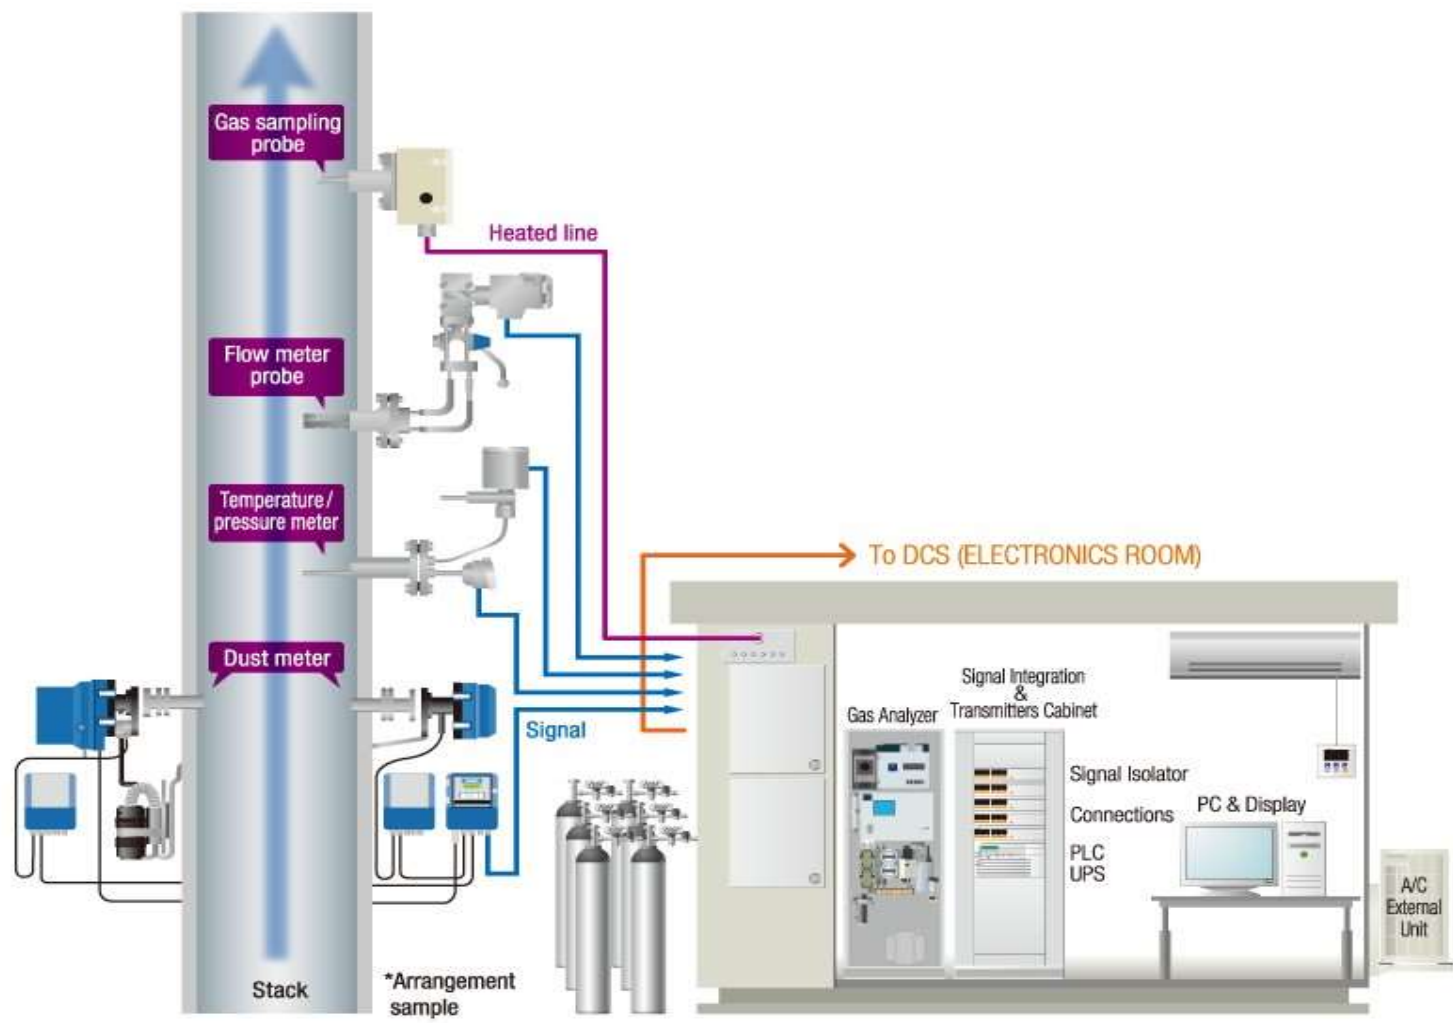 Gas sampling
probe
Heated line
Flow meter
probe
Temperature /
pressure meter
To DCS (ELECTRONICS ROOM)
Dust meter
Signal
Signal Integration
&
Transmitters Cabinet
Gas Analyzer
Signal Isolator
Connections
PLC
UPS
PC & Display
A/C
External
Unit
Stack
*Arrangement
sample